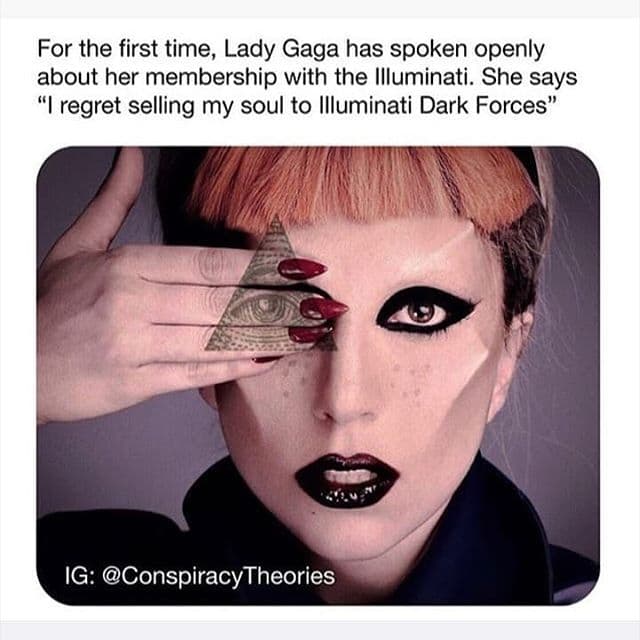 For the first time, Lady Gaga has spoken openly
about her membership with the Illuminati. She says
“I regret selling my soul to Illuminati Dark Forces”
IG: @ConspiracyTheories